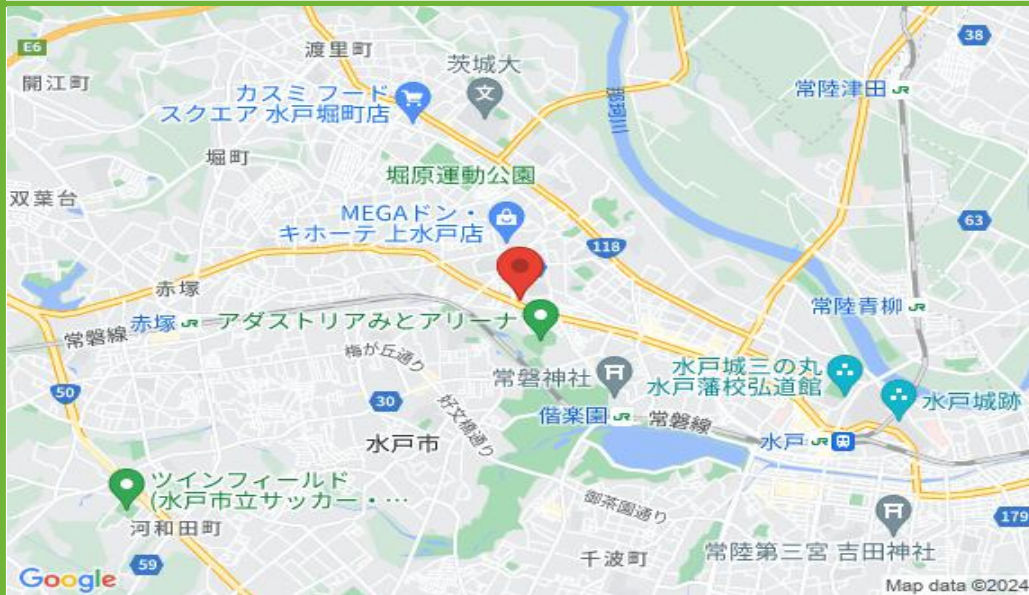 E6
渡里町
38
開江町
茨城大
那珂川
常陸津田 JR
カスミ フード
スクエア 水戸堀町店
堀町
堀原運動公園
双葉台
MEGAドン・
キホーテ 上水戸店
63
118
赤塚
常陸青柳 JR
赤塚 JR
常磐線
アダストリアみとアリーナ
梅が丘通り
常磐神社
水戸城三の丸
水戸藩校弘道館
50
30
好文橋通り
偕楽園 JR
常磐線
水戸城跡
水戸市
水戸 JR
ツインフィールド
(水戸市立サッカー・…
御茶園通り
河和田町
179
千波町
常陸第三宮 吉田神社
59
Google
Map data ©2024